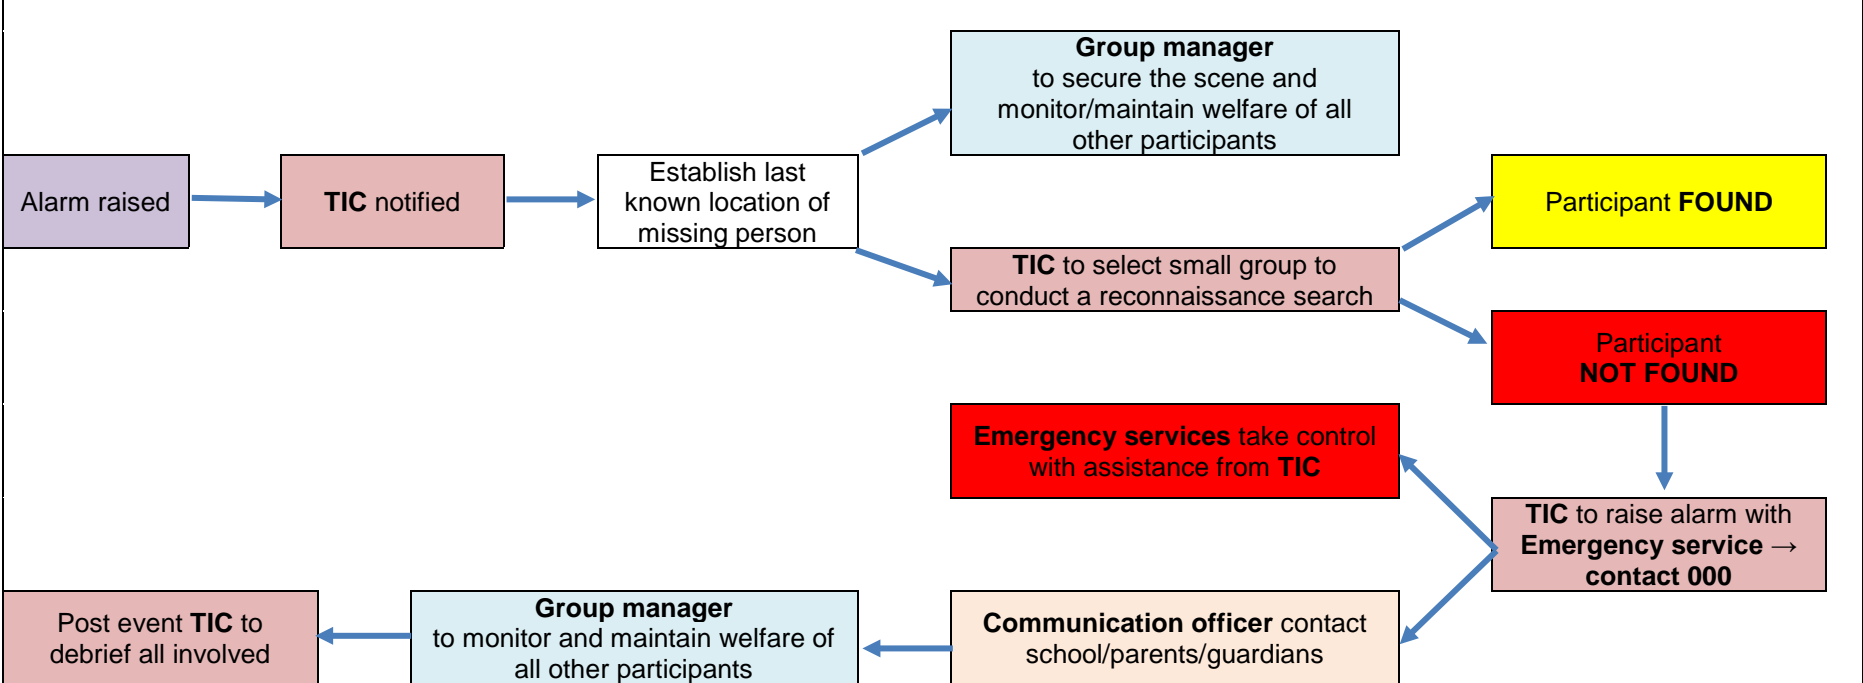 Group manager
to secure the scene and
monitor/maintain welfare of all
other participants
Alarm raised
TIC notified
Establish last
known location of
missing person
Participant FOUND
TIC to select small group to
conduct a reconnaissance search
Participant
NOT FOUND
Emergency services take control
with assistance from TIC
TIC to raise alarm with
Emergency service →
contact 000
Communication officer contact
school/parents/guardians
Group manager
to monitor and maintain welfare of
all other participants
Post event TIC to
debrief all involved